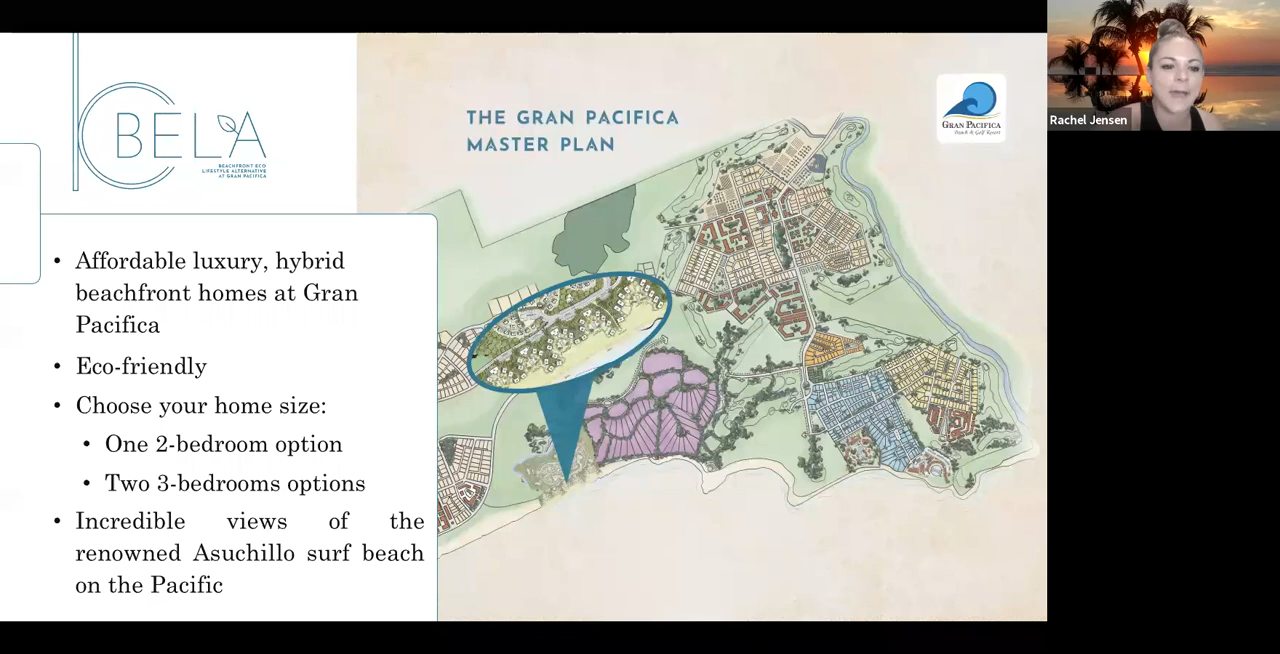 BELA
BEACHFRONT ECO
LIFESTYLE ALTERNATIVE
AT GRAN PACIFICA
THE GRAN PACIFICA
MASTER PLAN
GRAN PACIFICA
Beach & Golf Resort
Rachel Jensen
• Affordable luxury, hybrid
beachfront homes at Gran
Pacifica
• Eco-friendly
• Choose your home size:
• One 2-bedroom option
• Two 3-bedrooms options
• Incredible views of the
renowned Asuchillo surf beach
on the Pacific